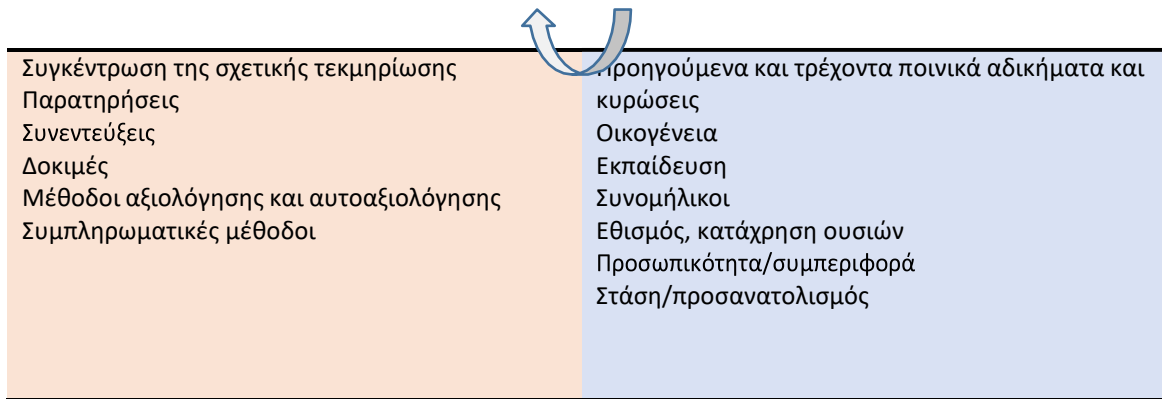 Συγκέντρωση της σχετικής τεκμηρίωσης
Παρατηρήσεις
Συνεντεύξεις
Δοκιμές
Μέθοδοι αξιολόγησης και αυτοαξιολόγησης
Συμπληρωματικές μέθοδοι
Προηγούμενα και τρέχοντα ποινικά αδικήματα και
κυρώσεις
Οικογένεια
Εκπαίδευση
Συνομήλικοι
Εθισμός, κατάχρηση ουσιών
Προσωπικότητα/συμπεριφορά
Στάση/προσανατολισμός